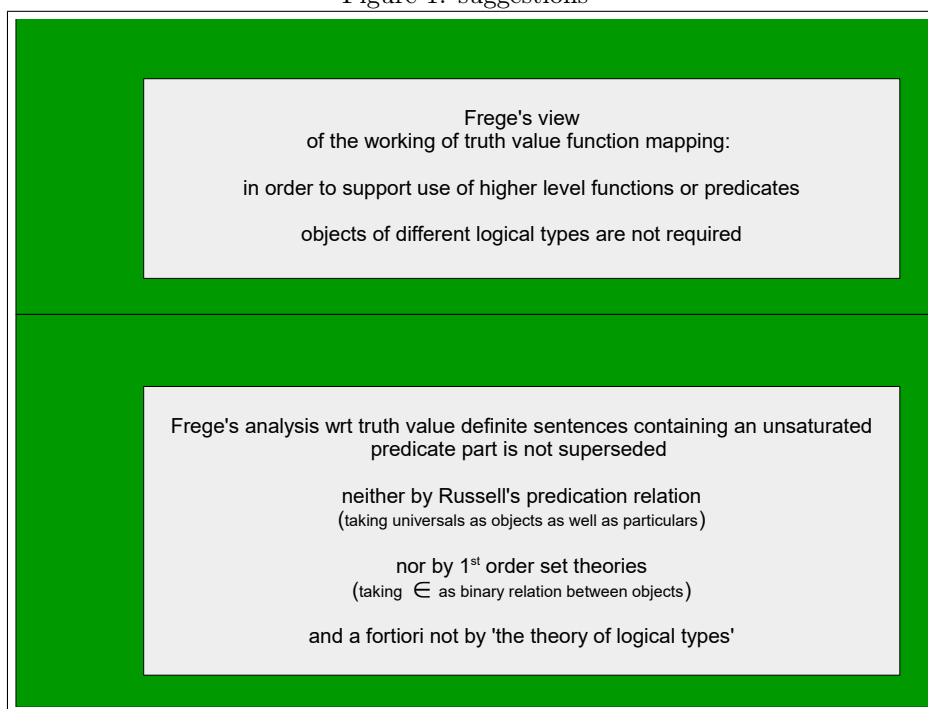 Figure 1: suggestions
Frege's view
of the working of truth value function mapping:
in order to support use of higher level functions or predicates
objects of different logical types are not required
Frege's analysis wrt truth value definite sentences containing an unsaturated
predicate part is not superseded
neither by Russell's predication relation
(taking universals as objects as well as particulars)
nor by 1st order set theories
(taking ∈ as binary relation between objects)
and a fortiori not by 'the theory of logical types'